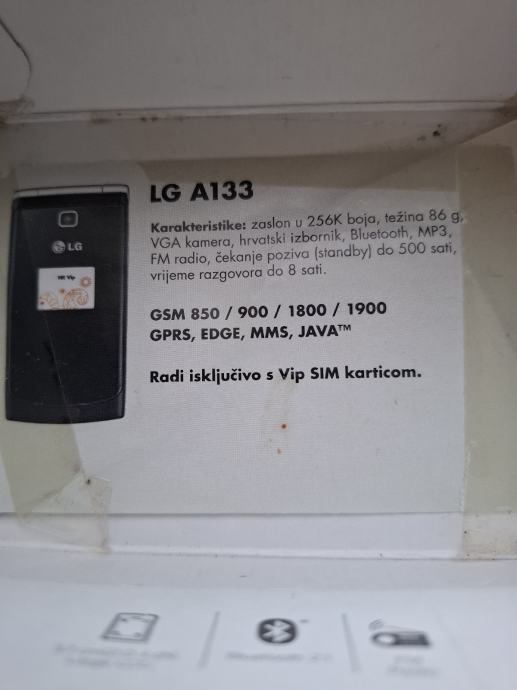 LG A133
Karakteristike: zaslon u 256K boja, težina 86 g,
VGA kamera, hrvatski izbornik, Bluetooth, MP3,
FM radio, čekanje poziva (standby) do 500 sati,
vrijeme razgovora do 8 sati.
LG
GSM 850 / 900 / 1800 / 1900
GPRS, EDGE, MMS, JAVA™
Radi isključivo s Vip SIM karticom.